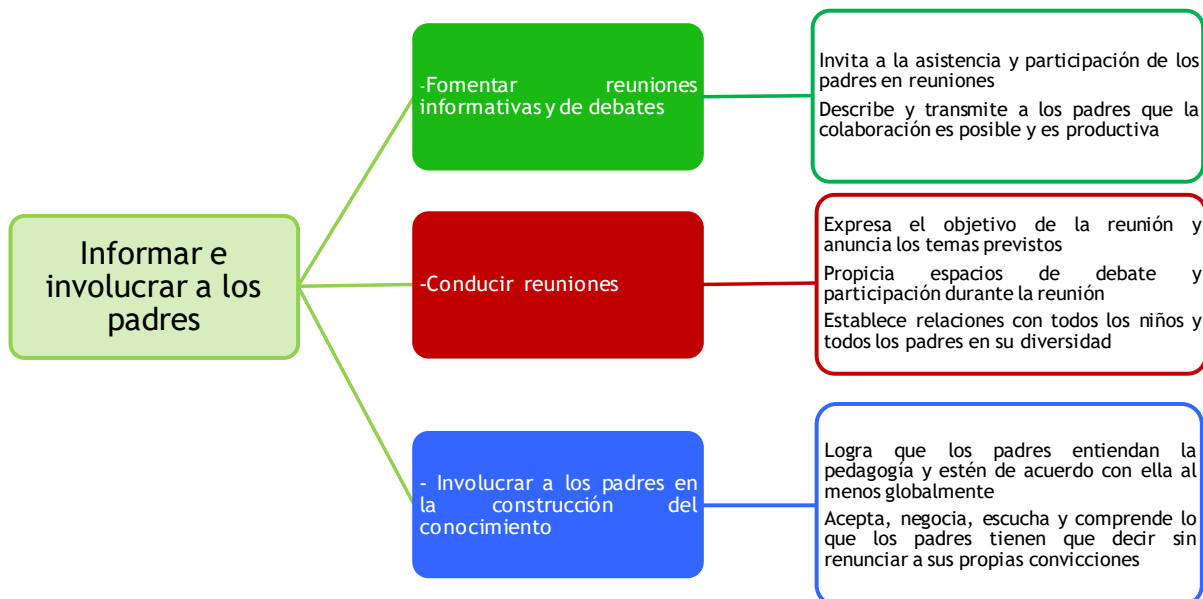 Informar e
involucrar a los
padres
-Fomentar reuniones
informativas y de debates
Invita a la asistencia y participación de los
padres en reuniones
Describe y transmite a los padres que la
colaboración es posible y es productiva
-Conducir reuniones
Expresa el objetivo de la reunión y
anuncia los temas previstos
Propicia espacios de debate y
participación durante la reunión
Establece relaciones con todos los niños y
todos los padres en su diversidad
- Involucrar a los padres en
la construcción del
conocimiento
Logra que los padres entiendan la
pedagogía y estén de acuerdo con ella al
menos globalmente
Acepta, negocia, escucha y comprende lo
que los padres tienen que decir sin
renunciar a sus propias convicciones